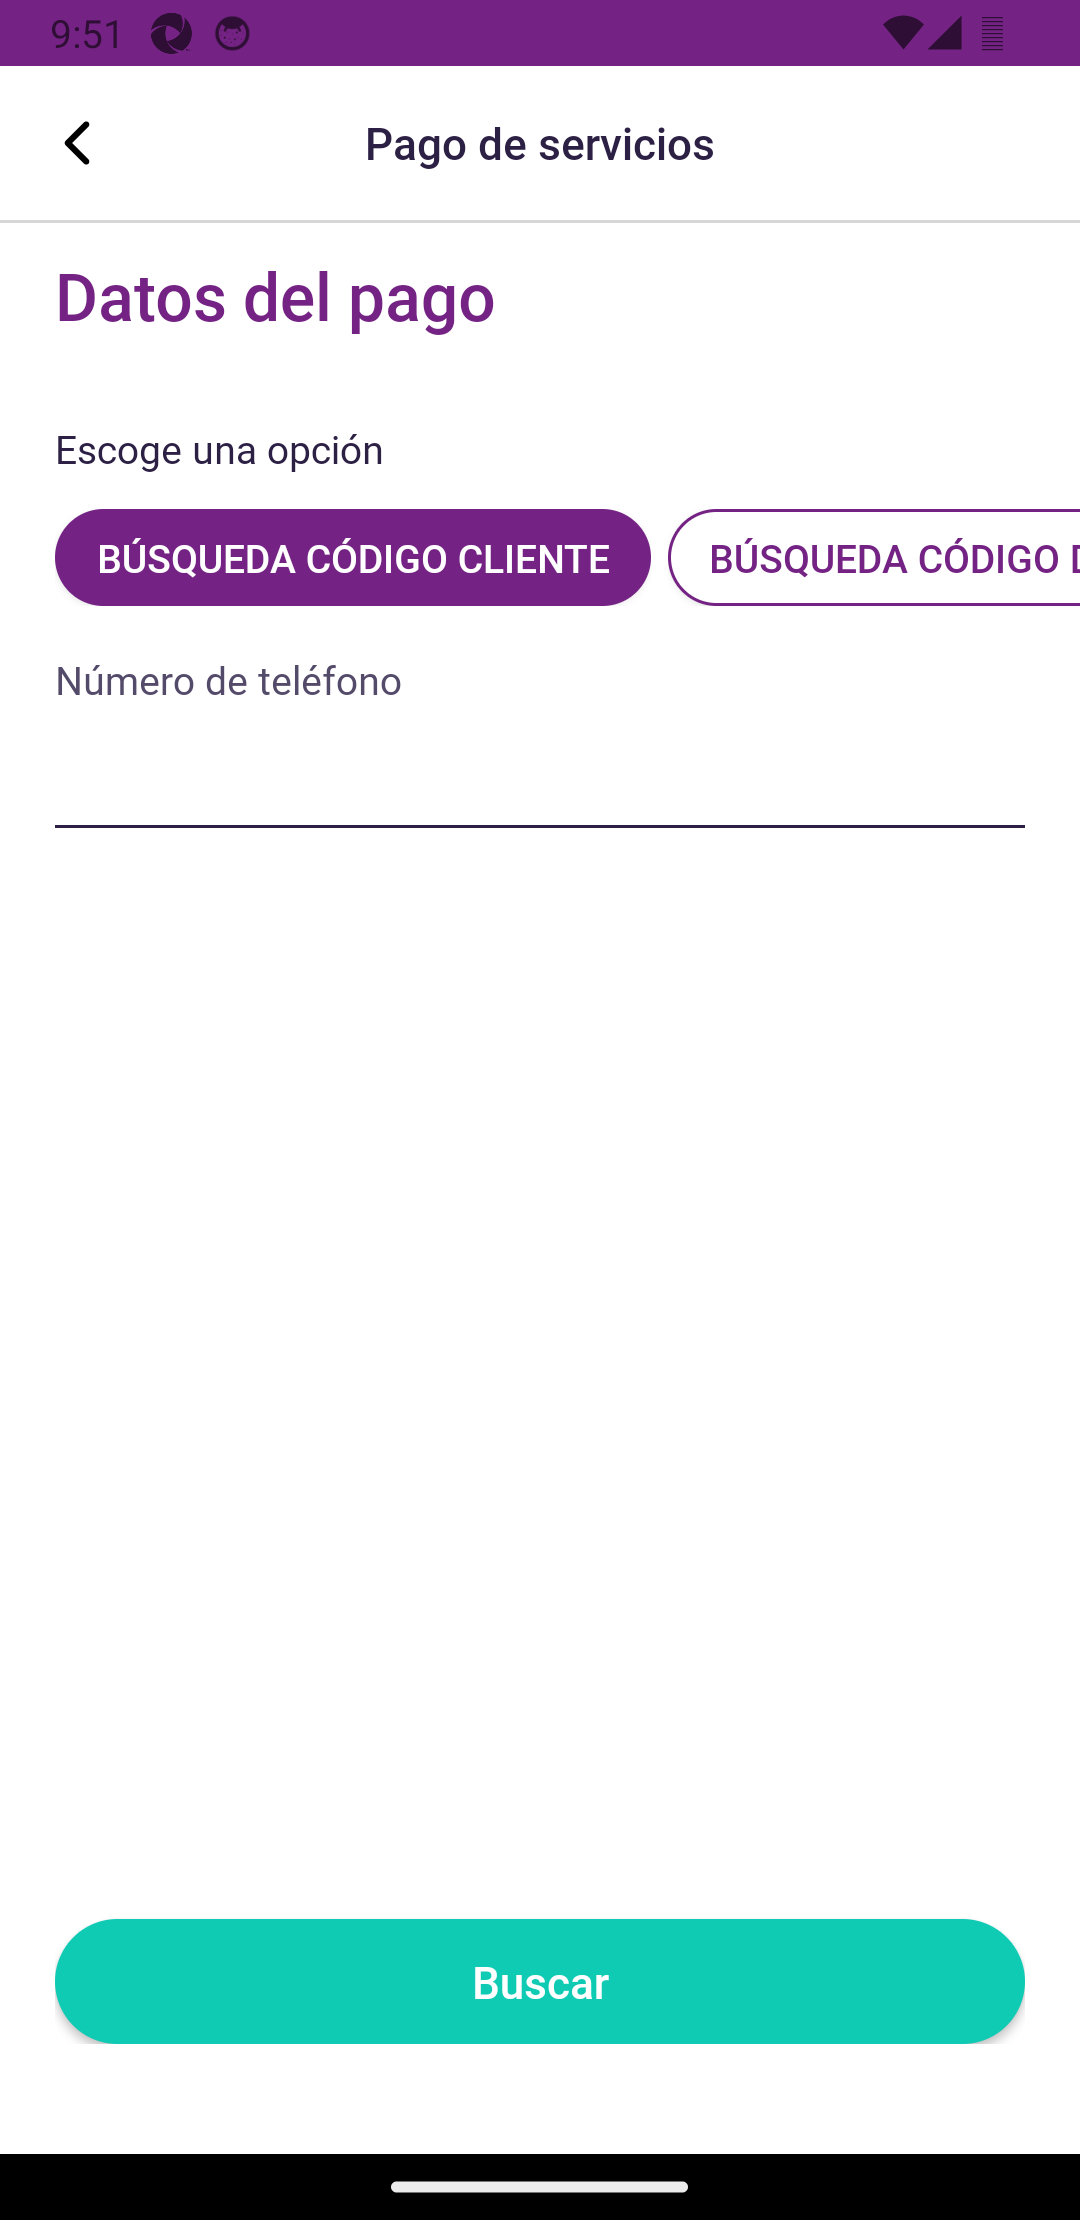 9:51
Pago de servicios
Datos del pago
Escoge una opción
BÚSQUEDA CÓDIGO CLIENTE
BÚSQUEDA CÓDIGO
Número de teléfono
Buscar